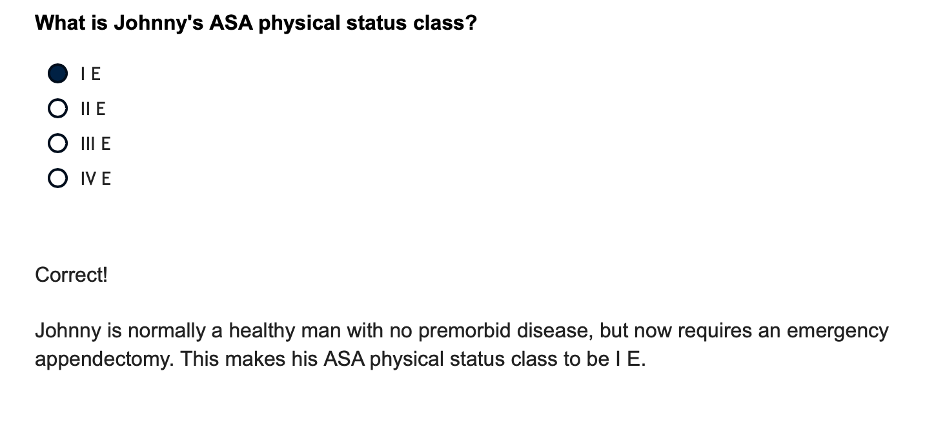 What is Johnny's ASA physical status class?
I E
II E
III E
IV E
Correct!
Johnny is normally a healthy man with no premorbid disease, but now requires an emergency
appendectomy. This makes his ASA physical status class to be I E.